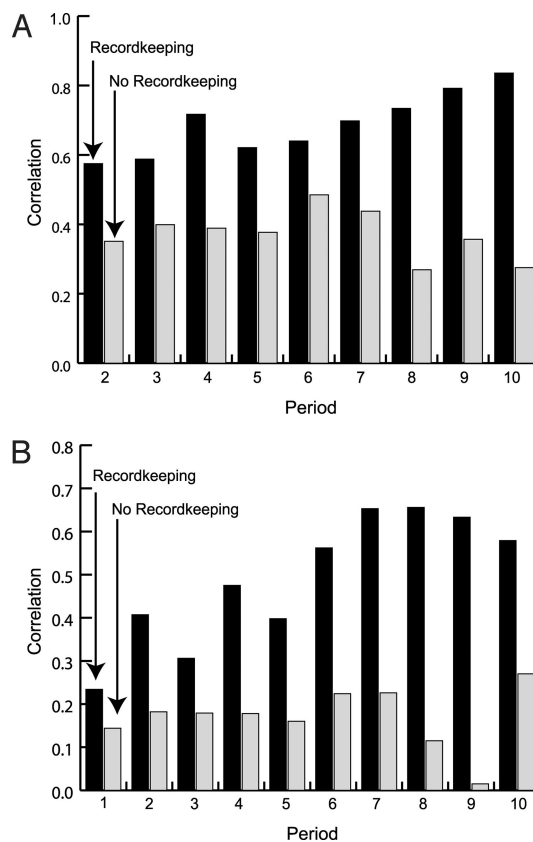 A
1.0
Recordkeeping
No Recordkeeping
0.8
0.6
0.4
0.2
0.0
Correlation
2 3 4 5 6 7 8 9 10
Period
B
0.8
Recordkeeping
0.7
No Recordkeeping
0.6
0.5
0.4
0.3
0.2
0.1
0.0
Correlation
1 2 3 4 5 6 7 8 9 10
Period